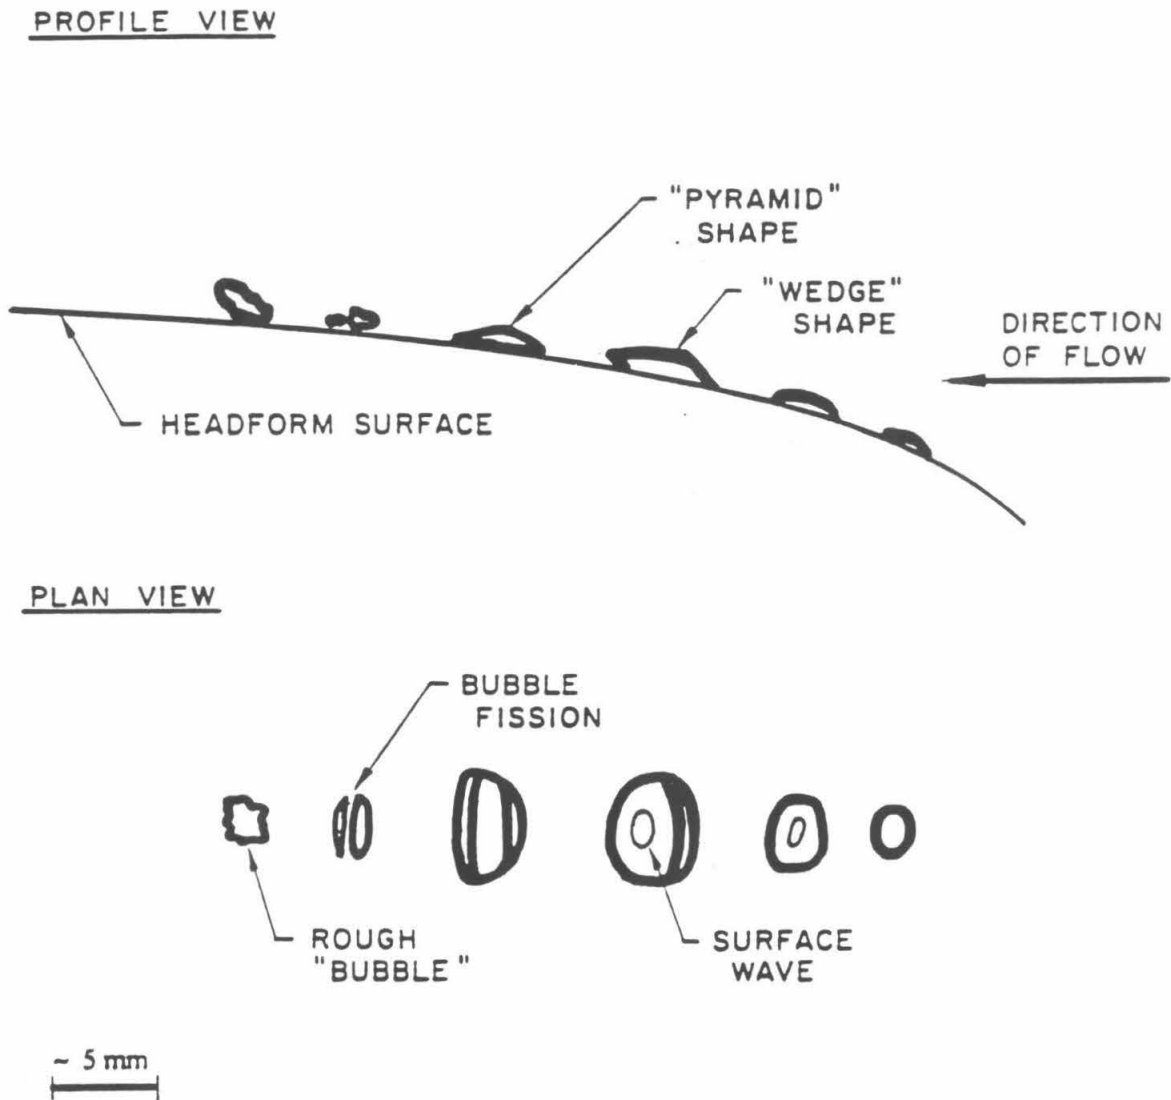 PROFILE VIEW
"PYRAMID"
SHAPE
"WEDGE"
SHAPE
DIRECTION
OF FLOW
HEADFORM SURFACE
PLAN VIEW
BUBBLE
FISSION
ROUGH
"BUBBLE"
SURFACE
WAVE
~ 5 mm